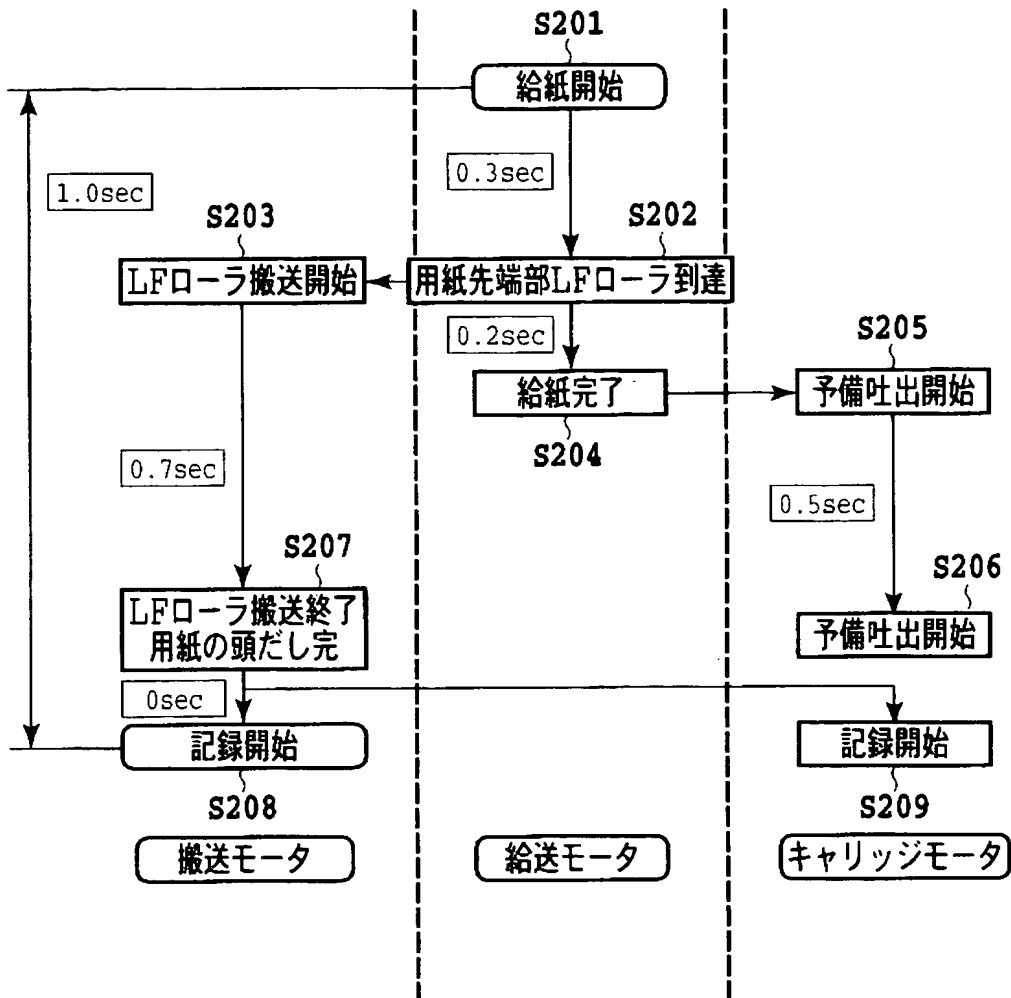 S201
給紙開始
0.3sec
1.0sec
S203
S202
LFローラ搬送開始
用紙先端部LFローラ到達
0.2sec
S205
給紙完了
予備吐出開始
S204
0.7sec
0.5sec
S207
S206
LFローラ搬送終了
用紙の頭だし完
予備吐出開始
0sec
記録開始
記録開始
S208
S209
搬送モータ
給送モータ
キャリッジモータ